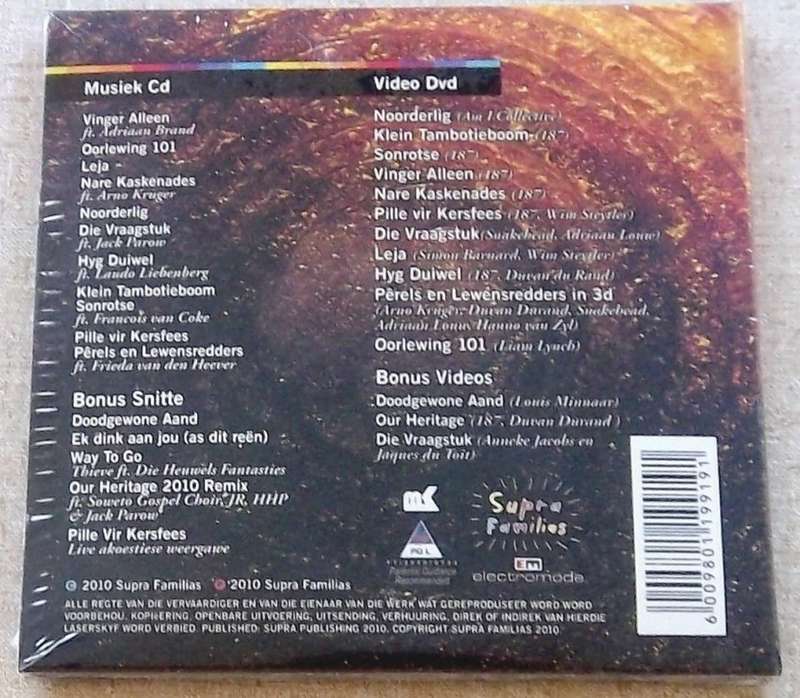 Musiek Cd
Vinger Alleen
ft. Adriaan Brand
Oorlewing 101
Leja
Nare Kaskenades
ft. Arno Kruger
Noorderlig
Die Vraagstuk
ft. Jack Parow
Hyg Duiwel
ft. Laudo Liebenberg
Klein Tambotieboom
Sonrotse
ft. Francois van Coke
Pille vir Kersfees
Pêrels en Lewensredders
ft. Frieda van den Heever
Bonus Snitte
Doodgewone Aand
Ek dink aan jou (as dit reën)
Way To Go
Thieve ft. Die Heuwels Fantasties
Our Heritage 2010 Remix
ft. Soweto Gospel Choir, JR, HHP
& Jack Parow
Pille Vir Kersfees
Live akoestiese weergawe
Video Dvd
Noorderlig (Am I Collective)
Klein Tambotieboom (187)
Sonrotse (187)
Vinger Alleen (187)
Nare Kaskenades (187)
Pille vir Kersfees (187, Wim Steytler)
Die Vraagstuk (Snakehead, Adriaan Louw)
Leja (Simon Barnard, Wim Steytler)
Hyg Duiwel (187, Duvan du Rand)
Pêrels en Lewensredders in 3d
(Arno Kruger, Duvan Durand, Snakehead,
Adriaan Louw, Hanno van Zyl)
Oorlewing 101 (Liam Lynch)
Bonus Videos
Doodgewone Aand (Louis Minnaar)
Our Heritage (187, Duvan Durand)
Die Vraagstuk (Anneke Jacobs en
Jaques du Toit)
Supra
Familias
PG L
Parental Guidance
Recommended
EM
electromode
© 2010 Supra Familias ℗ 2010 Supra Familias
ALLE REGTE VAN DIE VERVAARDIGER EN VAN DIE EIENAAR VAN DIE WERK WAT GEREPRODUSEER WORD WORD
VOORBEHOU. KOPIËERING, OPENBARE UITVOERING, UITSENDING, VERHUURING, DIREK OF INDIREK VAN HIERDIE
LASERSKYF WORD VERBIED. PUBLISHED: SUPRA PUBLISHING 2010. COPYRIGHT SUPRA FAMILIAS 2010
6 009801 199191